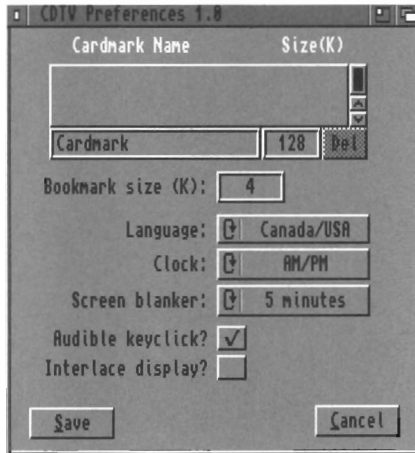 CDTV Preferences 1.0
Cardmark Name Size(K)
Cardmark 128 Del
Bookmark size (K): 4
Language: Canada/USA
Clock: AM/PM
Screen blanker: 5 minutes
Audible keyclick?
Interlace display?
Save Cancel